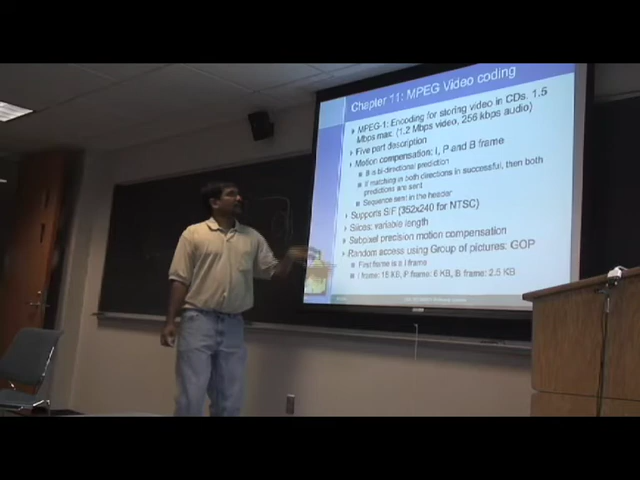 Chapter 11: MPEG Video coding
MPEG-1: Encoding for storing video in CDs. 1.5
Mbps max: (1.2 Mbps video, 256 kbps audio)
Five part description
Motion compensation: I, P and B frame
B is bi-directional prediction
If matching in both directions in successful, then both
predictions are sent
Sequence sent in the header
Supports SIF (352x240 for NTSC)
Slices: variable length
Subpixel precision motion compensation
Random access using Group of pictures: GOP
First frame is a I frame
I frame: 15 KB, P frame: 6 KB, B frame: 2.5 KB